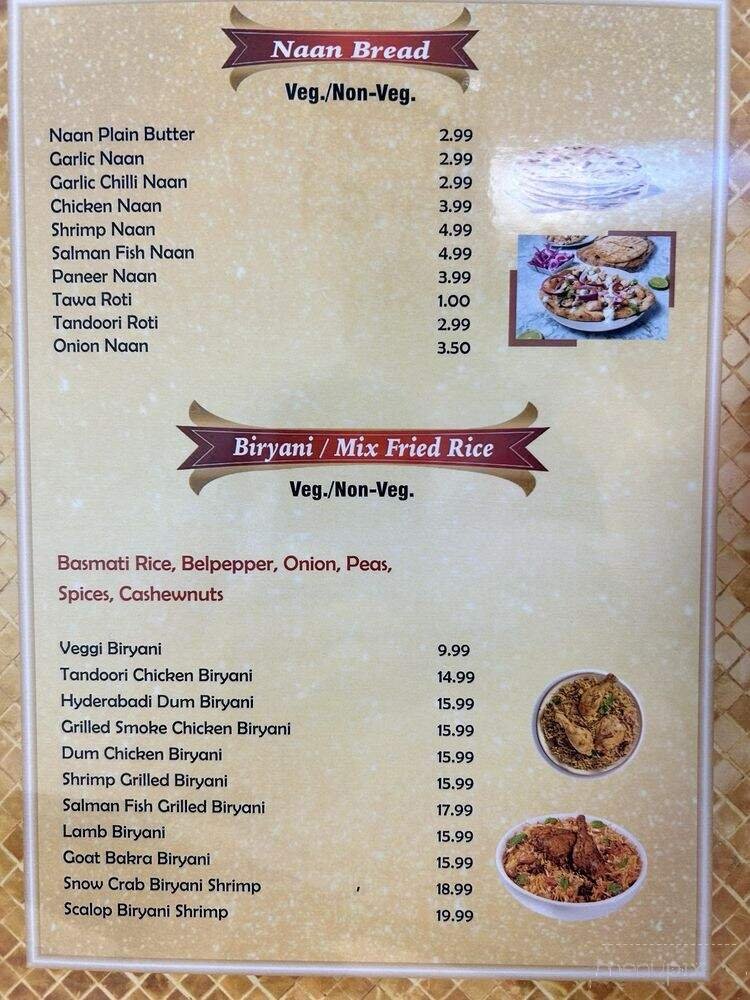 Naan Bread
Veg./Non-Veg.
Naan Plain Butter 2.99
Garlic Naan 2.99
Garlic Chilli Naan 2.99
Chicken Naan 3.99
Shrimp Naan 4.99
Salman Fish Naan 4.99
Paneer Naan 3.99
Tawa Roti 1.00
Tandoori Roti 2.99
Onion Naan 3.50
Biryani / Mix Fried Rice
Veg./Non-Veg.
Basmati Rice, Belpepper, Onion, Peas,
Spices, Cashewnuts
Veggi Biryani 9.99
Tandoori Chicken Biryani 14.99
Hyderabadi Dum Biryani 15.99
Grilled Smoke Chicken Biryani 15.99
Dum Chicken Biryani 15.99
Shrimp Grilled Biryani 15.99
Salman Fish Grilled Biryani 17.99
Lamb Biryani 15.99
Goat Bakra Biryani 15.99
Snow Crab Biryani Shrimp , 18.99
Scalop Biryani Shrimp 19.99